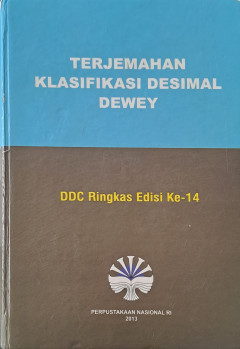 TERJEMAHAN
KLASIFIKASI DESIMAL
DEWEY
DDC Ringkas Edisi Ke-14
PERPUSTAKAAN NASIONAL RI
2013